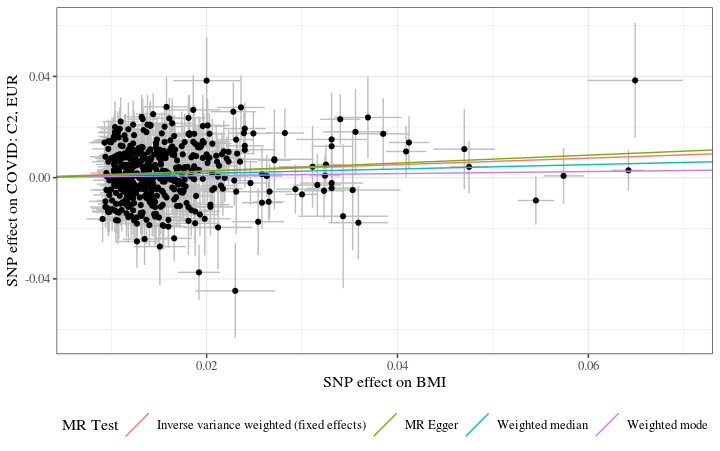 SNP effect on COVID: C2, EUR
0.04
0.00
-0.04
0.02
0.04
0.06
SNP effect on BMI
MR Test
Inverse variance weighted (fixed effects)
MR Egger
Weighted median
Weighted mode